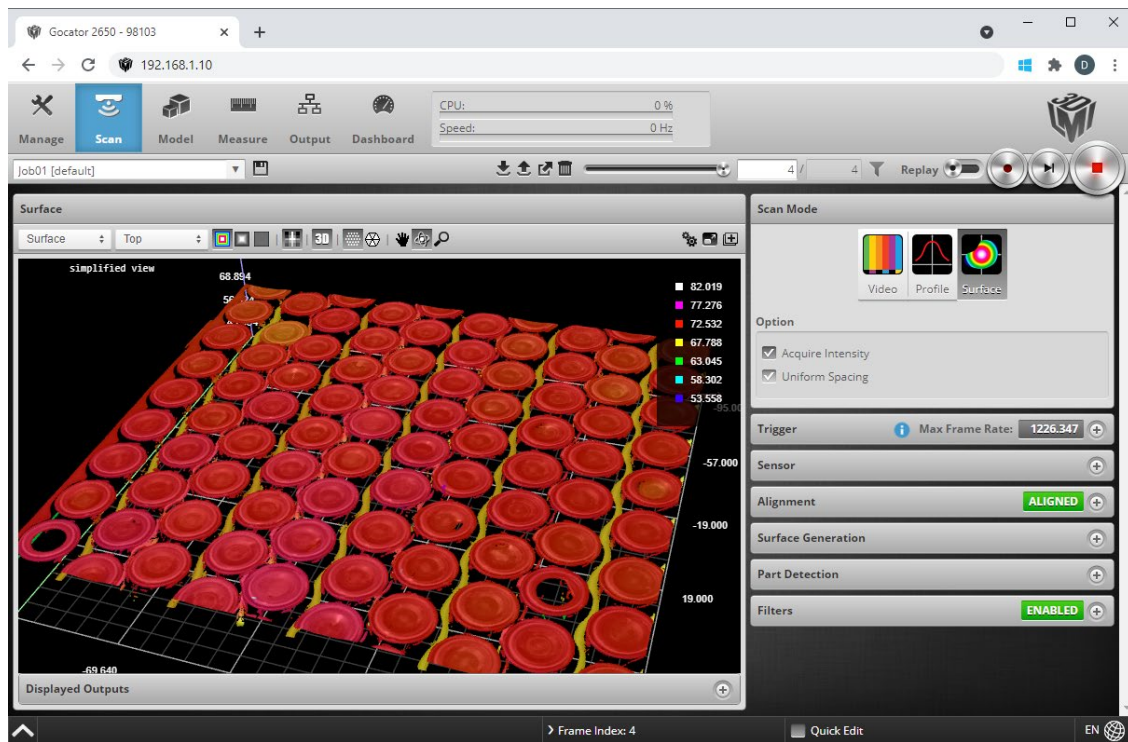 Gocator 2650 - 98103
192.168.1.10
D
Manage
Scan
Model
Measure
Output
Dashboard
CPU: 0 %
Speed: 0 Hz
Job01 [default]
4 / 4
Replay
Surface
Surface
Top
3D
simplified view
68.894
82.019
77.276
72.532
67.788
63.045
58.302
53.558
-95.00
-57.000
-19.000
19.000
-69.640
Displayed Outputs
Scan Mode
Video
Profile
Surface
Option
Acquire Intensity
Uniform Spacing
Trigger
Max Frame Rate: 1226.347
Sensor
Alignment
ALIGNED
Surface Generation
Part Detection
Filters
ENABLED
Frame Index: 4
Quick Edit
EN